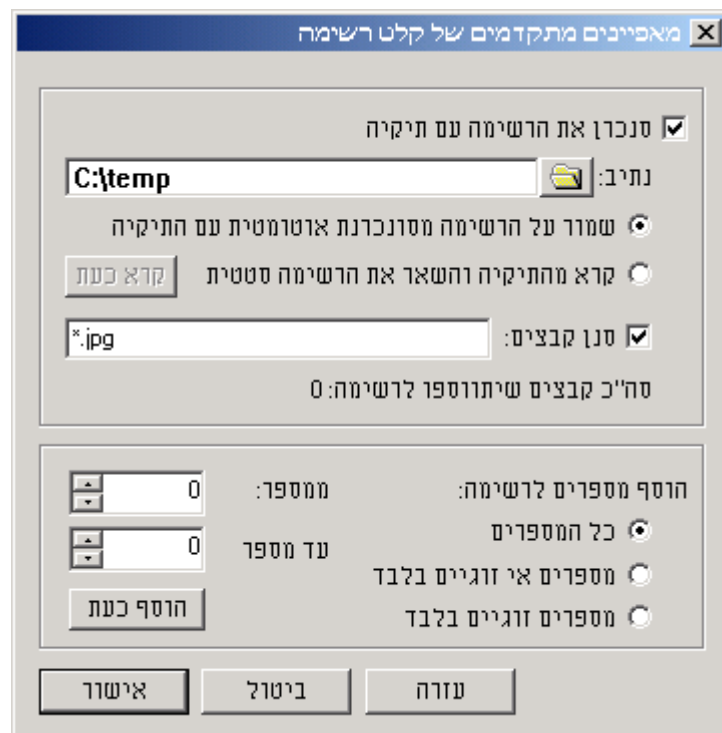 מאפיינים מתקדמים של קלט רשימה
סנכרן את הרשימה עם תיקיה
נתיב: C:\temp
שמור על הרשימה מסונכרנת אוטומטית עם התיקיה
קרא מהתיקיה והשאר את הרשימה סטטית קרא כעת
סנן קבצים: *.jpg
סה"כ קבצים שיתווספו לרשימה: 0
הוסף מספרים לרשימה: ממספר: 0
כל המספרים
עד מספר 0
מספרים אי זוגיים בלבד
מספרים זוגיים בלבד הוסף כעת
עזרה ביטול אישור